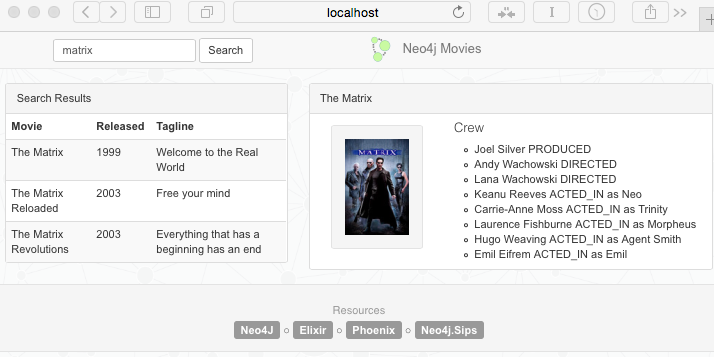 localhost
matrix
Search
Neo4j Movies
Search Results
Movie Released Tagline
The Matrix 1999 Welcome to the Real
World
The Matrix 2003 Free your mind
Reloaded
The Matrix 2003 Everything that has a
Revolutions beginning has an end
The Matrix
MATRIX
Crew
Joel Silver PRODUCED
Andy Wachowski DIRECTED
Lana Wachowski DIRECTED
Keanu Reeves ACTED_IN as Neo
Carrie-Anne Moss ACTED_IN as Trinity
Laurence Fishburne ACTED_IN as Morpheus
Hugo Weaving ACTED_IN as Agent Smith
Emil Eifrem ACTED_IN as Emil
Resources
Neo4J Elixir Phoenix Neo4j.Sips